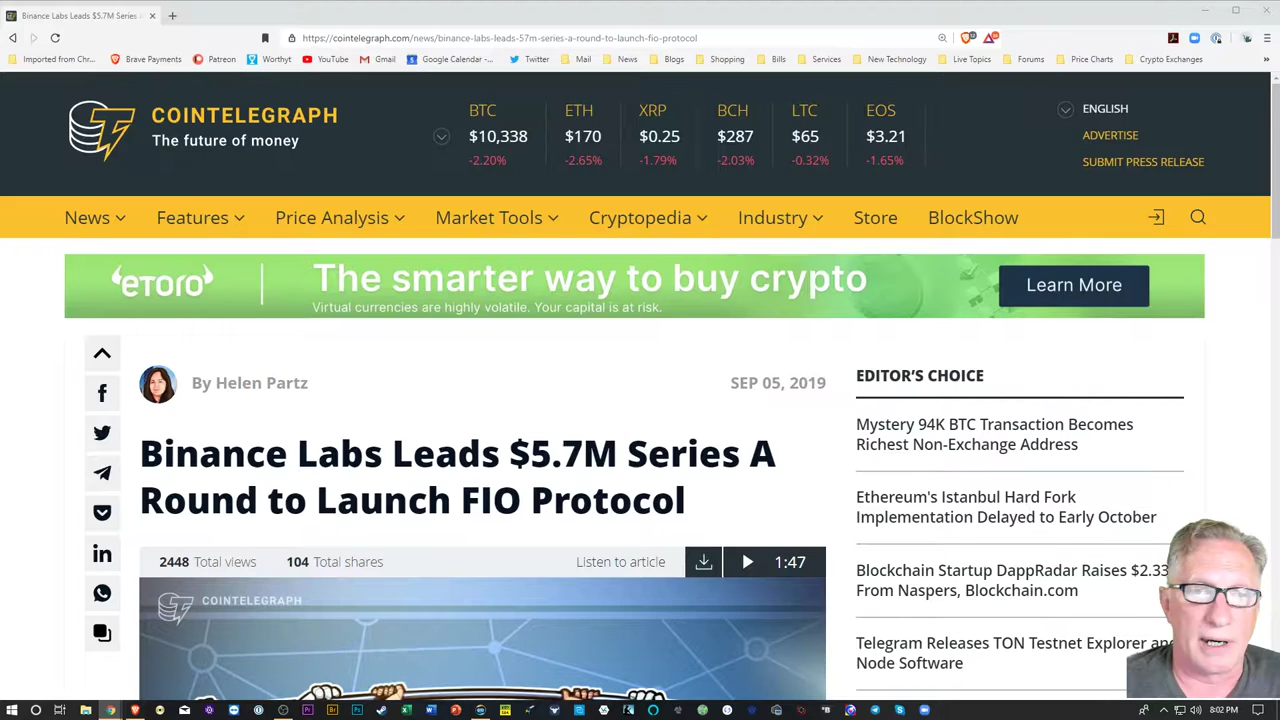 Binance Labs Leads $5.7M Series A
https://cointelegraph.com/news/binance-labs-leads-57m-series-a-round-to-launch-fio-protocol
Imported from Chr... Brave Payments Patreon Worthy YouTube Gmail Google Calendar -... Twitter Mail News Blogs Shopping Bills Services New Technology Live Topics Forums Price Charts Crypto Exchanges
COINTELEGRAPH
The future of money
BTC ETH XRP BCH LTC EOS
$10,338 $170 $0.25 $287 $65 $3.21
-2.20% -2.65% -1.79% -2.03% -0.32% -1.65%
ENGLISH
ADVERTISE
SUBMIT PRESS RELEASE
News Features Price Analysis Market Tools Cryptopedia Industry Store BlockShow
eTORO
The smarter way to buy crypto
Virtual currencies are highly volatile. Your capital is at risk.
Learn More
By Helen Partz
SEP 05, 2019
Binance Labs Leads $5.7M Series A
Round to Launch FIO Protocol
2448 Total views 104 Total shares Listen to article 1:47
COINTELEGRAPH
EDITOR'S CHOICE
Mystery 94K BTC Transaction Becomes
Richest Non-Exchange Address
Ethereum's Istanbul Hard Fork
Implementation Delayed to Early October
Blockchain Startup DappRadar Raises $2.33
From Naspers, Blockchain.com
Telegram Releases TON Testnet Explorer and
Node Software
8:02 PM